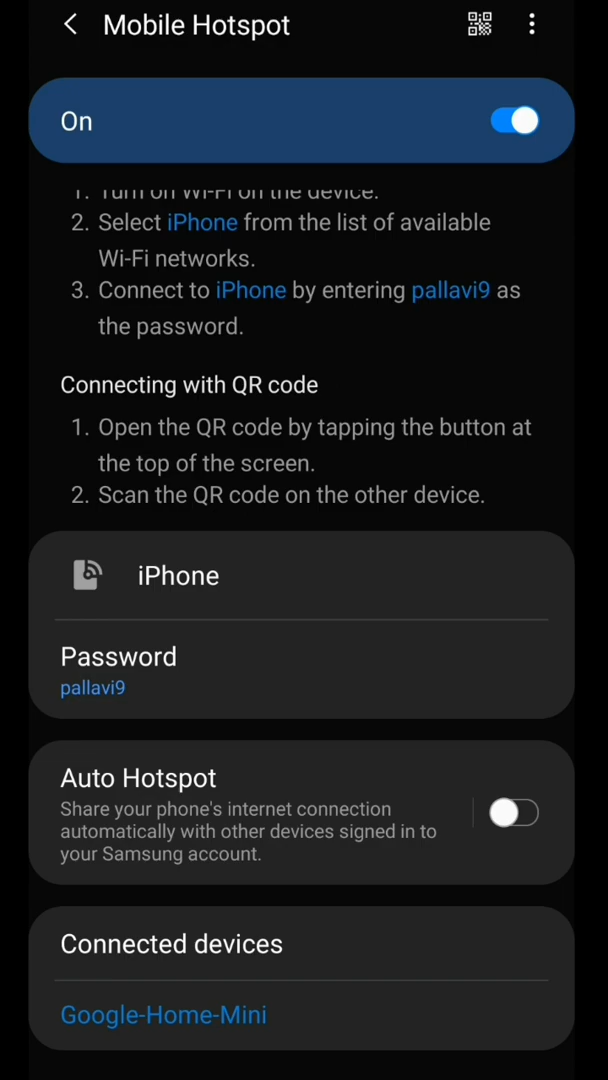 Mobile Hotspot
On
1. Turn on Wi-Fi on the device.
2. Select iPhone from the list of available
Wi-Fi networks.
3. Connect to iPhone by entering pallavi9 as
the password.
Connecting with QR code
1. Open the QR code by tapping the button at
the top of the screen.
2. Scan the QR code on the other device.
iPhone
Password
pallavi9
Auto Hotspot
Share your phone's internet connection
automatically with other devices signed in to
your Samsung account.
Connected devices
Google-Home-Mini